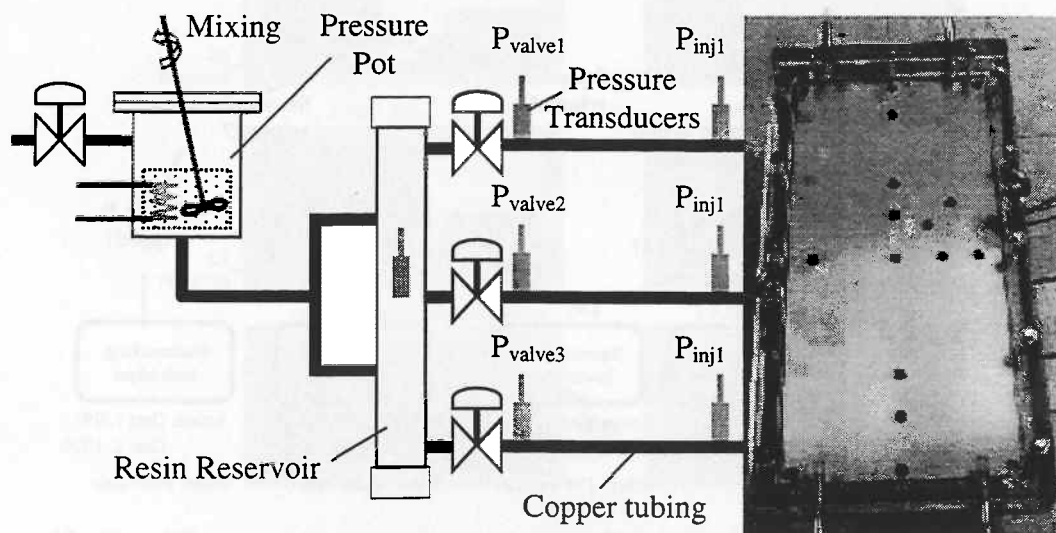 Mixing
Pressure
Pot
Pvalve1
Pinj1
Pressure
Transducers
Pvalve2
Pinj1
Pvalve3
Pinj1
Resin Reservoir
Copper tubing